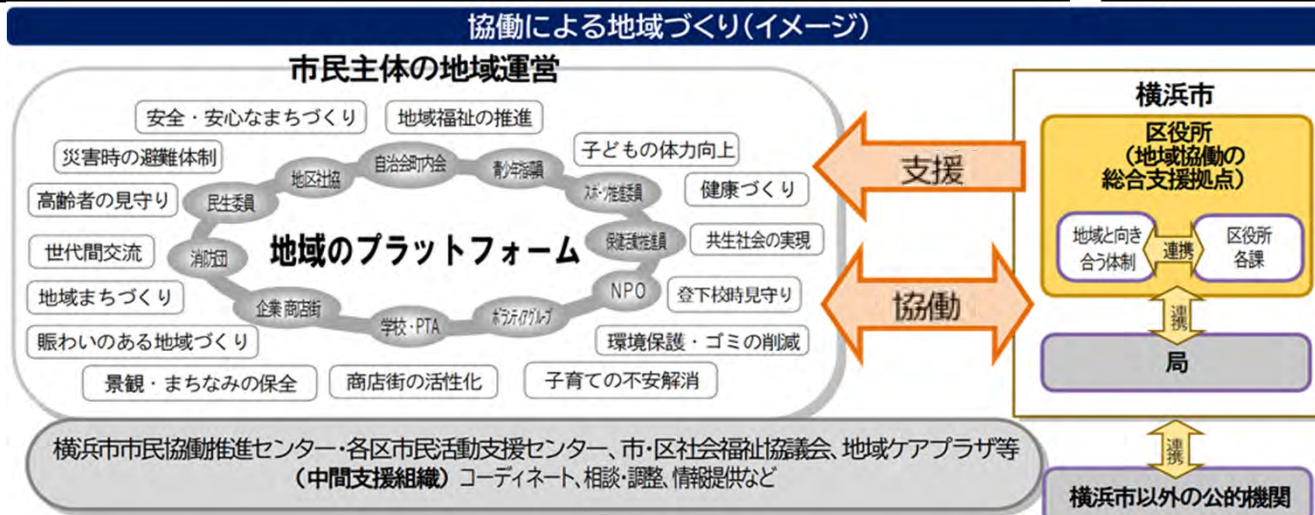 協働による地域づくり(イメージ)
市民主体の地域運営
安全・安心なまちづくり
地域福祉の推進
災害時の避難体制
子どもの体力向上
高齢者の見守り
健康づくり
世代間交流
共生社会の実現
地域まちづくり
登下校時見守り
賑わいのある地域づくり
環境保護・ゴミの削減
景観・まちなみの保全
商店街の活性化
子育ての不安解消
地区社協
自治会町内会
青少年指導員
スポーツ推進委員
民生委員
保健活動推進員
消防団
地域のプラットフォーム
企業 商店街
NPO
学校・PTA
ボランティアグループ
支援
協働
横浜市
区役所
(地域協働の
総合支援拠点)
地域と向き
合う体制
連携
区役所
各課
連携
局
連携
横浜市以外の公的機関
横浜市市民協働推進センター・各区市民活動支援センター、市・区社会福祉協議会、地域ケアプラザ等
(中間支援組織) コーディネート、相談・調整、情報提供など